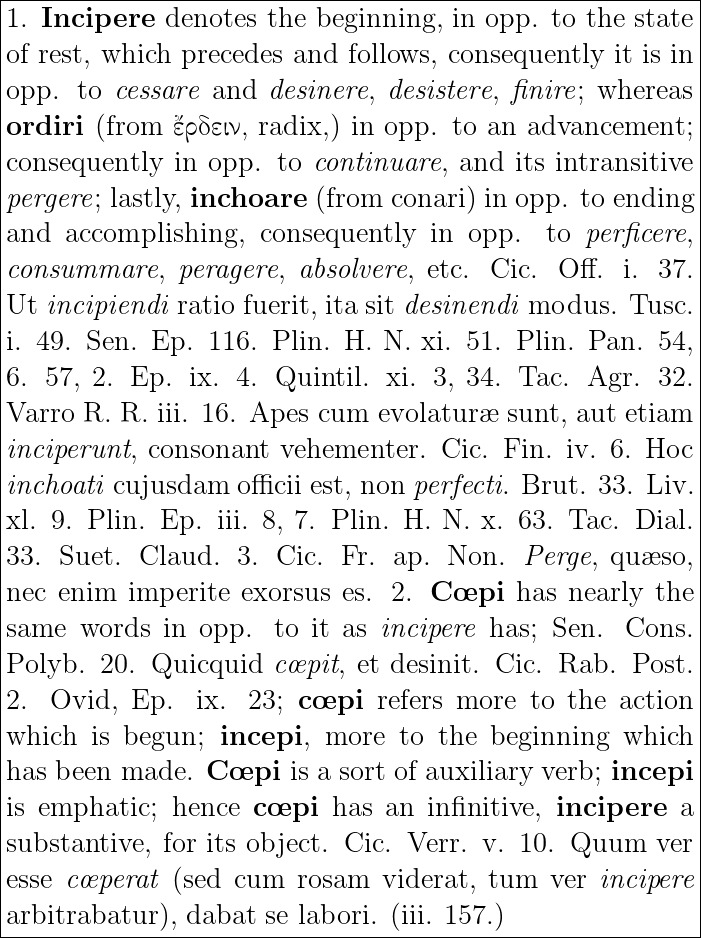 1. Incipere denotes the beginning, in opp. to the state
of rest, which precedes and follows, consequently it is in
opp. to cessare and desinere, desistere, finire; whereas
ordiri (from ἔρδειν, radix,) in opp. to an advancement;
consequently in opp. to continuare, and its intransitive
pergere; lastly, inchoare (from conari) in opp. to ending
and accomplishing, consequently in opp. to perficere,
consummare, peragere, absolvere, etc. Cic. Off. i. 37.
Ut incipiendi ratio fuerit, ita sit desinendi modus. Tusc.
i. 49. Sen. Ep. 116. Plin. H. N. xi. 51. Plin. Pan. 54,
6. 57, 2. Ep. ix. 4. Quintil. xi. 3, 34. Tac. Agr. 32.
Varro R. R. iii. 16. Apes cum evolaturæ sunt, aut etiam
inciperunt, consonant vehementer. Cic. Fin. iv. 6. Hoc
inchoati cujusdam officii est, non perfecti. Brut. 33. Liv.
xl. 9. Plin. Ep. iii. 8, 7. Plin. H. N. x. 63. Tac. Dial.
33. Suet. Claud. 3. Cic. Fr. ap. Non. Perge, quæso,
nec enim imperite exorsus es. 2. Cœpi has nearly the
same words in opp. to it as incipere has; Sen. Cons.
Polyb. 20. Quicquid cœpit, et desinit. Cic. Rab. Post.
2. Ovid, Ep. ix. 23; cœpi refers more to the action
which is begun; incepi, more to the beginning which
has been made. Cœpi is a sort of auxiliary verb; incepi
is emphatic; hence cœpi has an infinitive, incipere a
substantive, for its object. Cic. Verr. v. 10. Quum ver
esse cœperat (sed cum rosam viderat, tum ver incipere
arbitrabatur), dabat se labori. (iii. 157.)